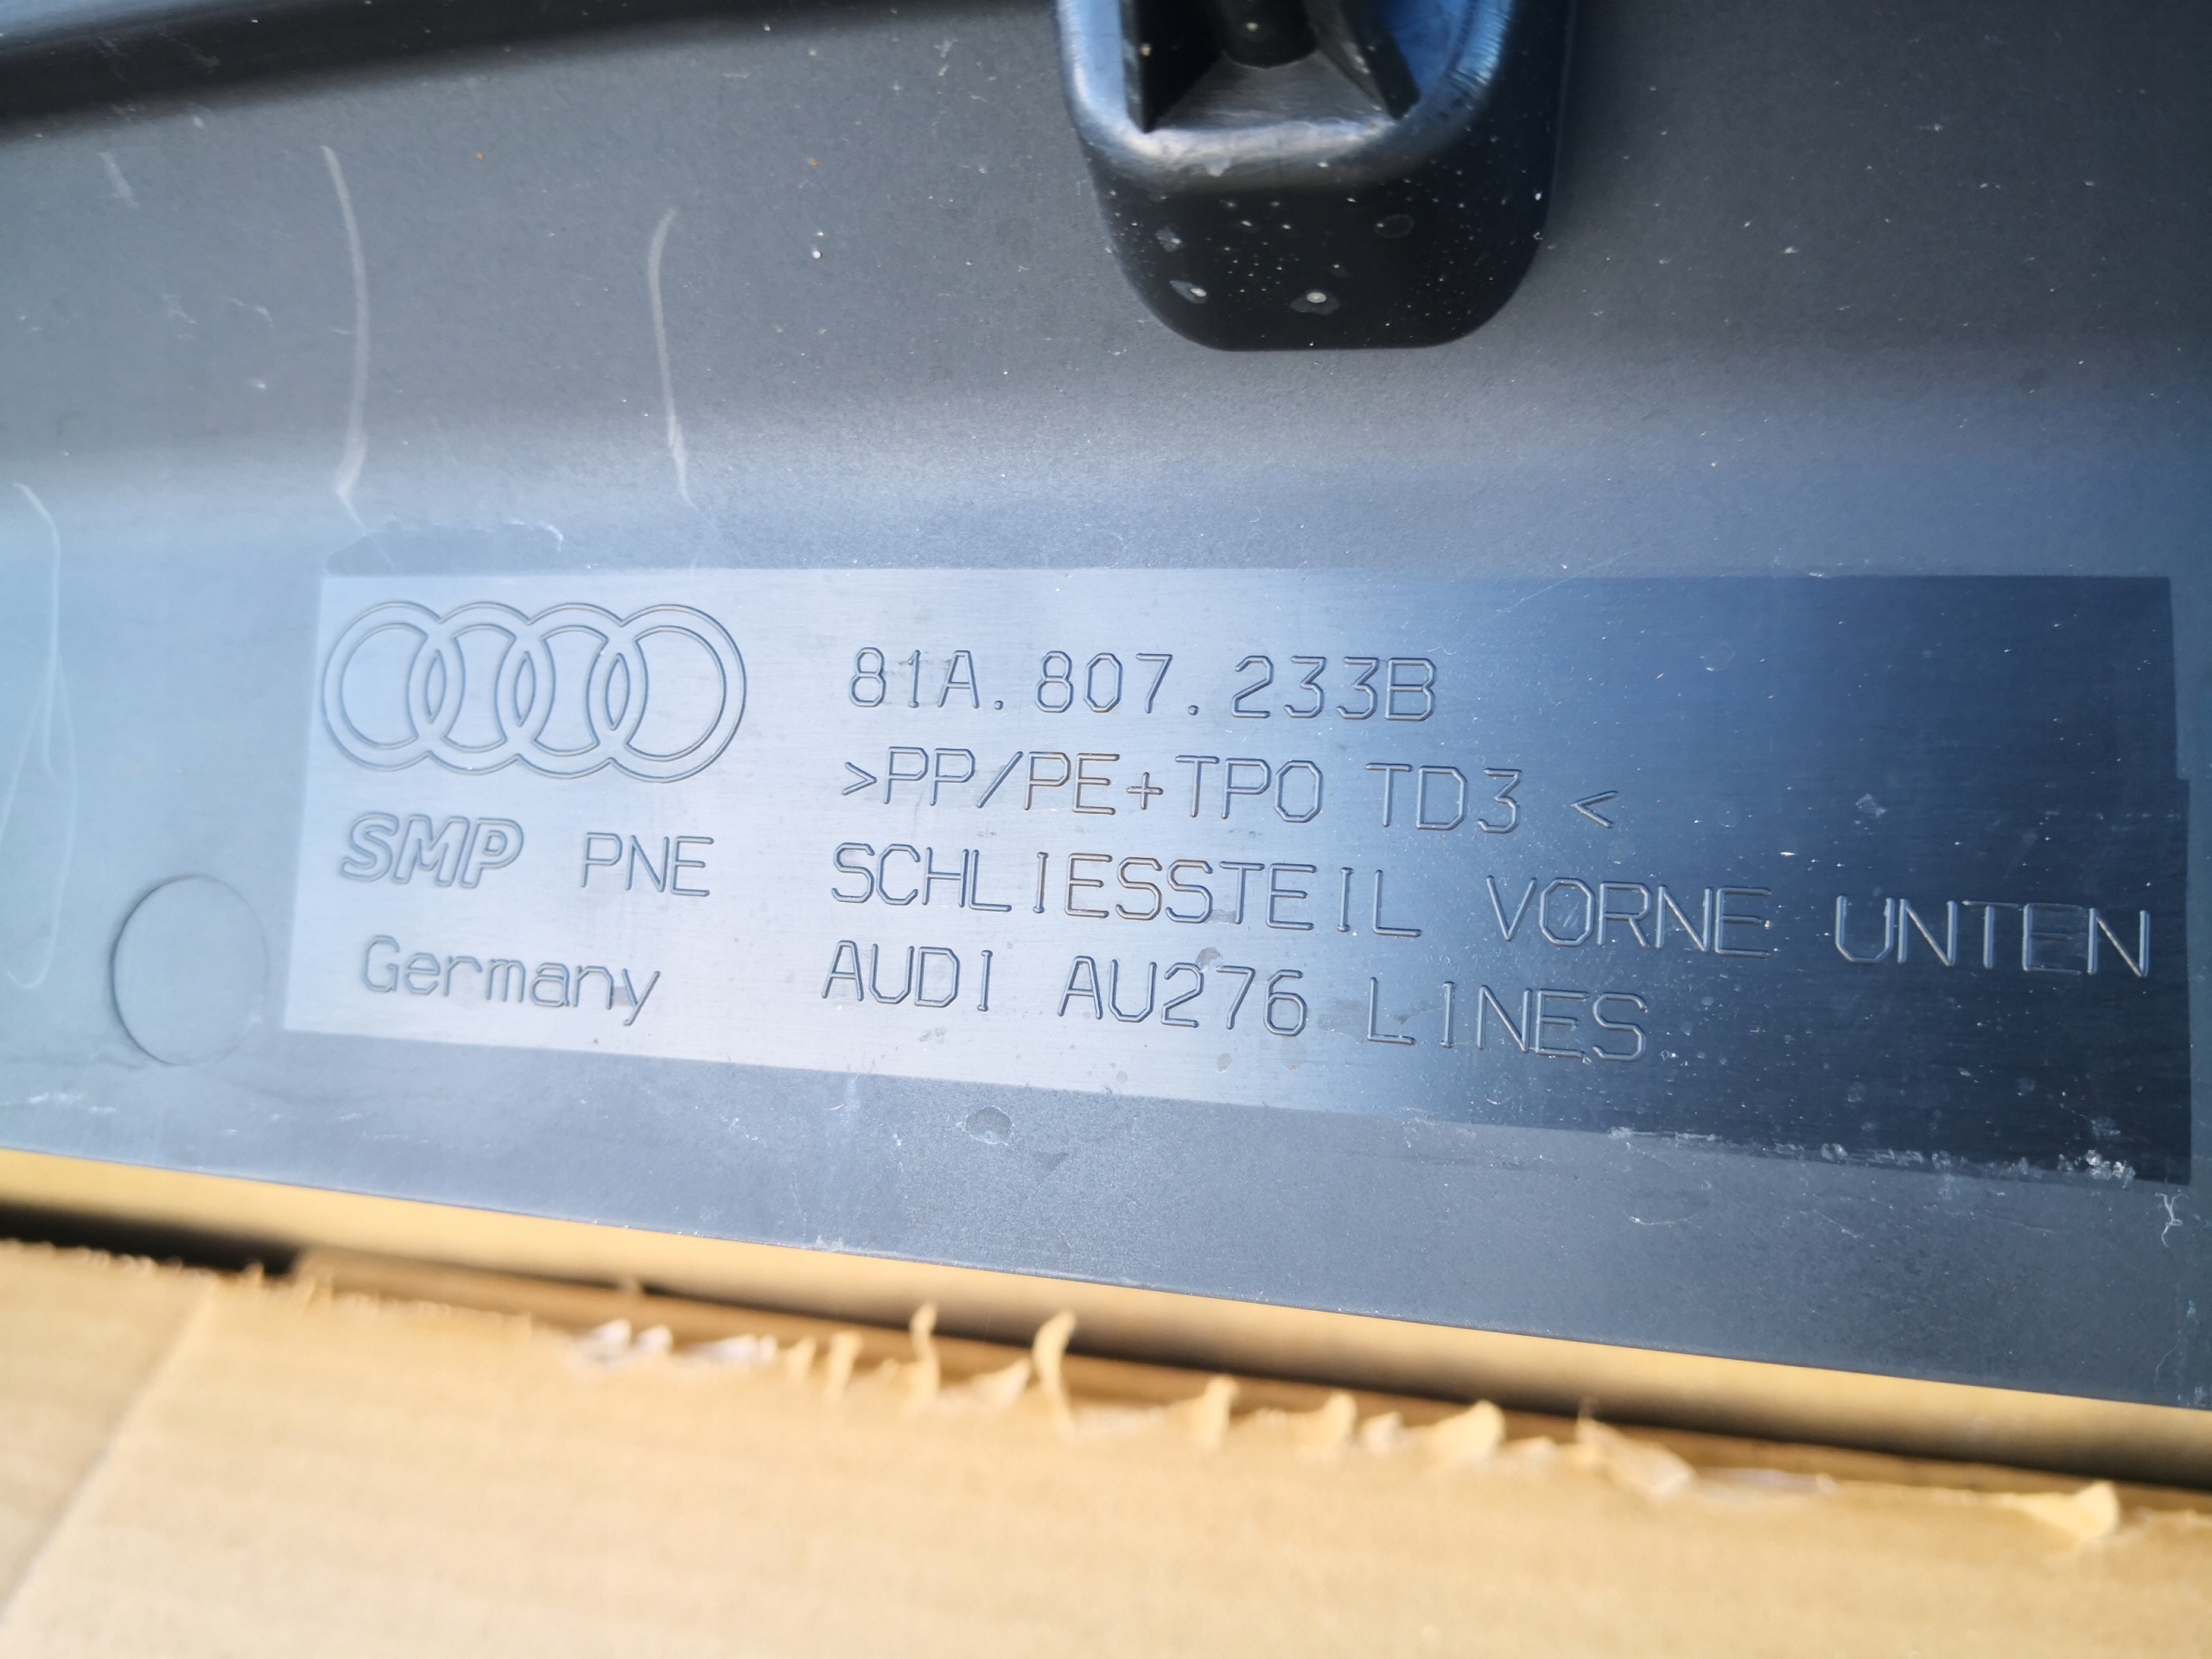 81A.807.233B
>PP/PE+TPO TD3 <
SMP PNE
SCHLIESSTEIL VORNE UNTEN
Germany
AUDI AU276 LINES